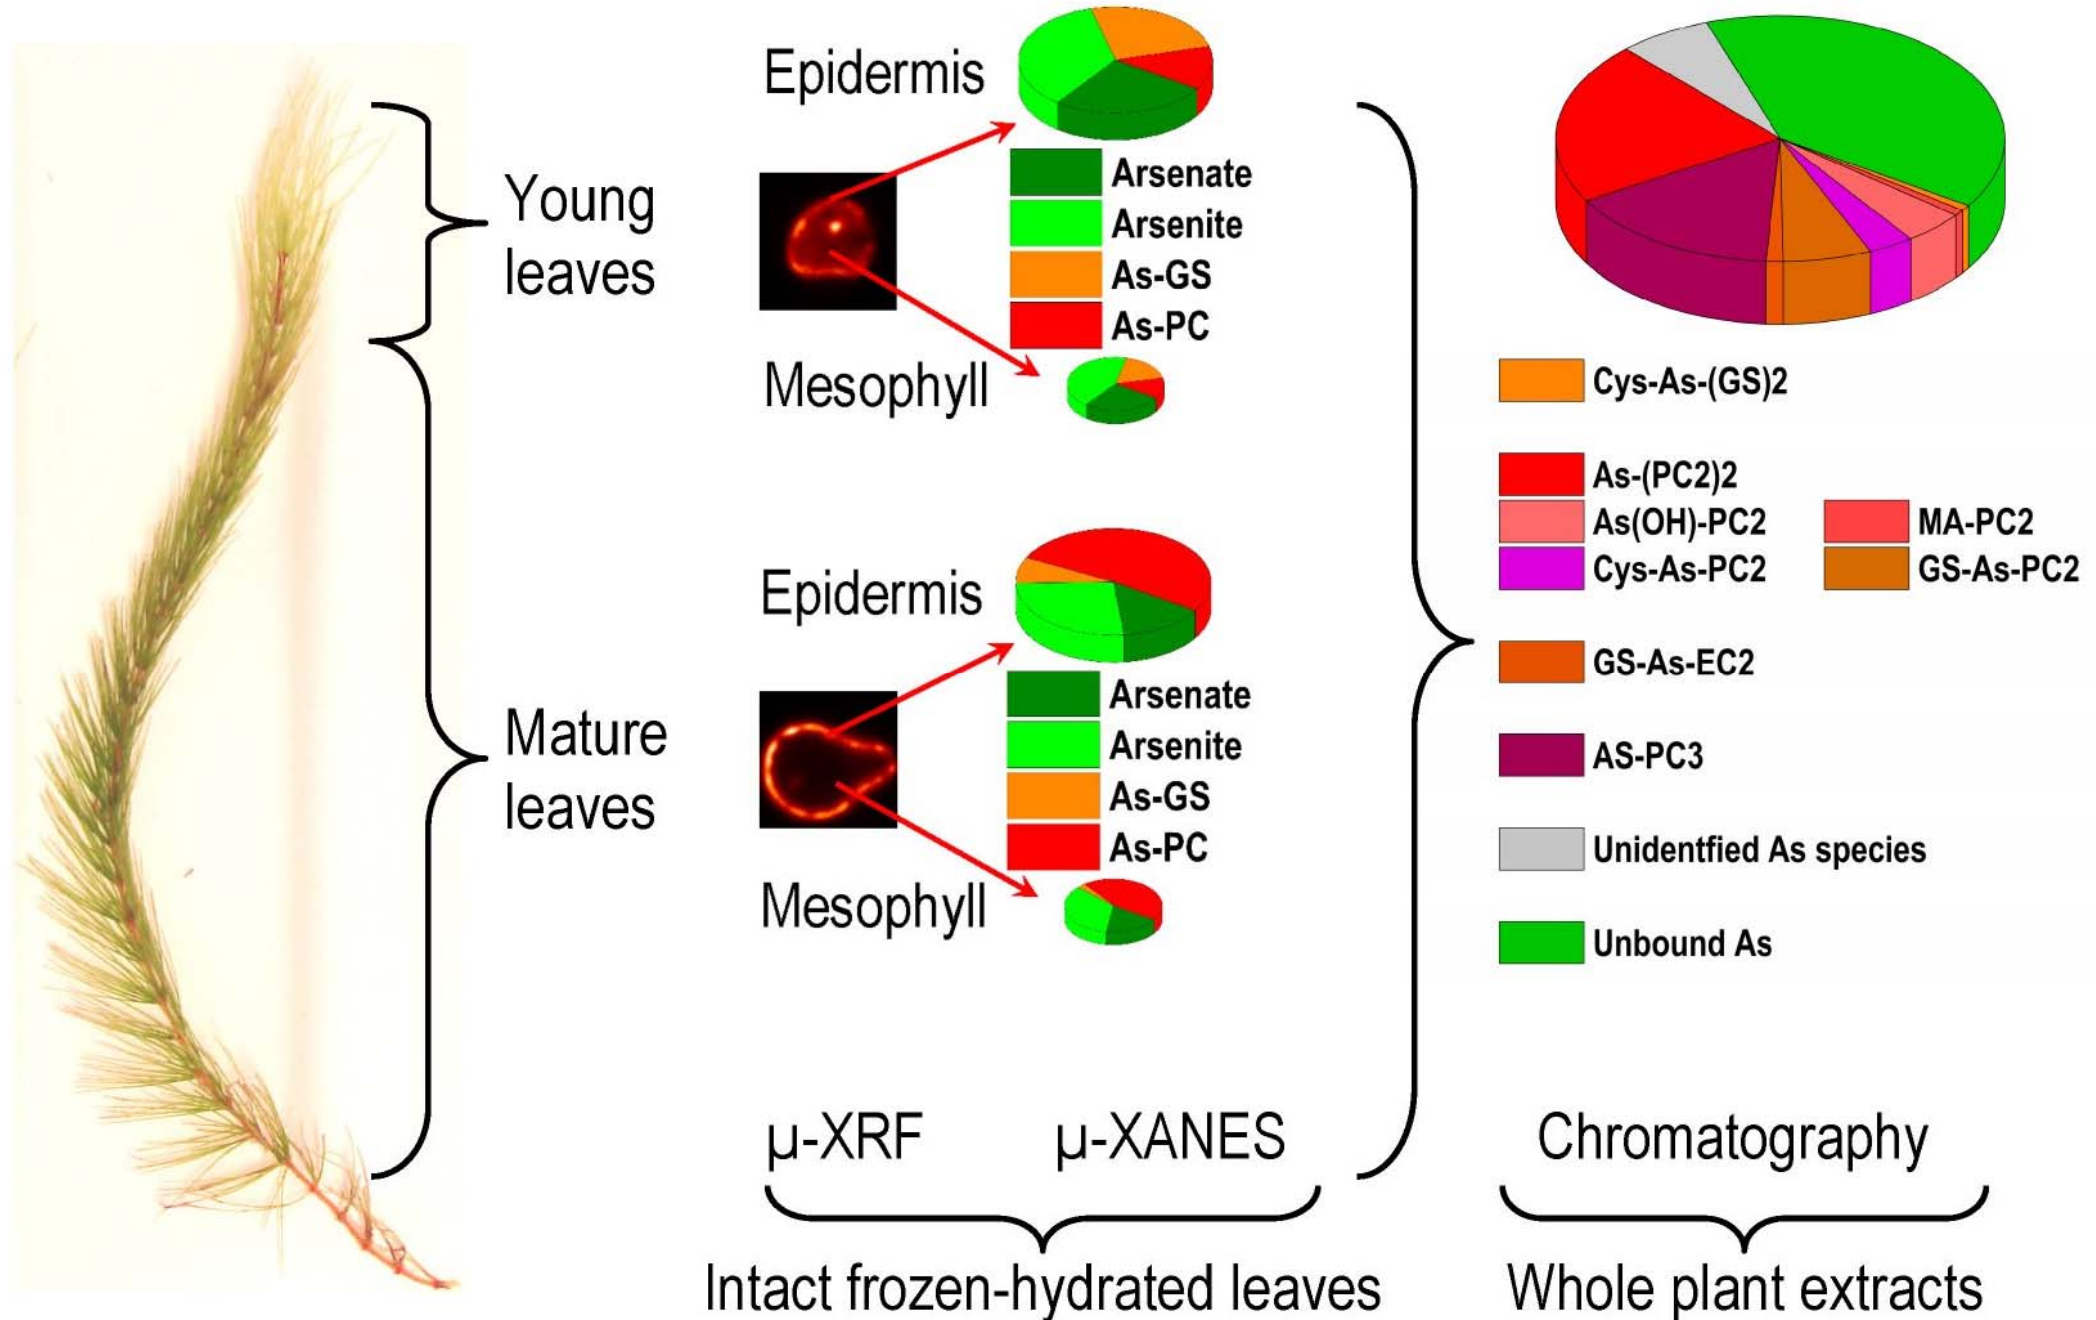 Young
leaves
Mature
leaves
Epidermis
Arsenate
Arsenite
As-GS
As-PC
Mesophyll
Epidermis
Arsenate
Arsenite
As-GS
As-PC
Mesophyll
µ-XRF
µ-XANES
Intact frozen-hydrated leaves
Cys-As-(GS)2
As-(PC2)2
As(OH)-PC2
MA-PC2
Cys-As-PC2
GS-As-PC2
GS-As-EC2
AS-PC3
Unidentfied As species
Unbound As
Chromatography
Whole plant extracts